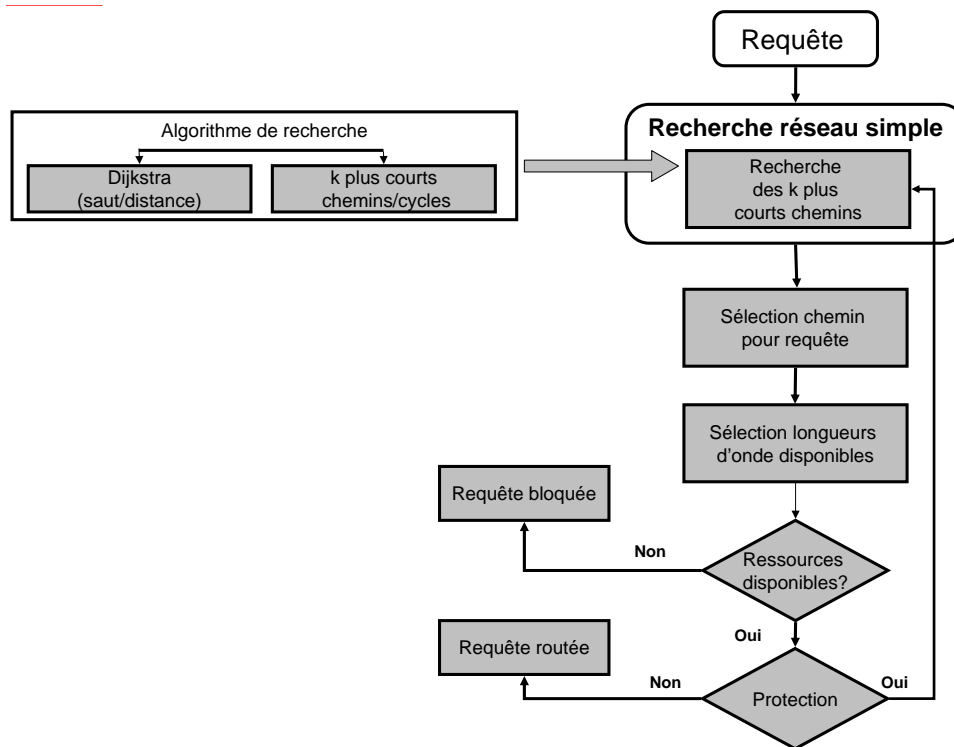 Requête
Recherche réseau simple
Algorithme de recherche
Dijkstra
(saut/distance)
k plus courts
chemins/cycles
Recherche
des k plus
courts chemins
Sélection chemin
pour requête
Sélection longueurs
d'onde disponibles
Requête bloquée
Non
Ressources
disponibles?
Oui
Requête routée
Non
Protection
Oui